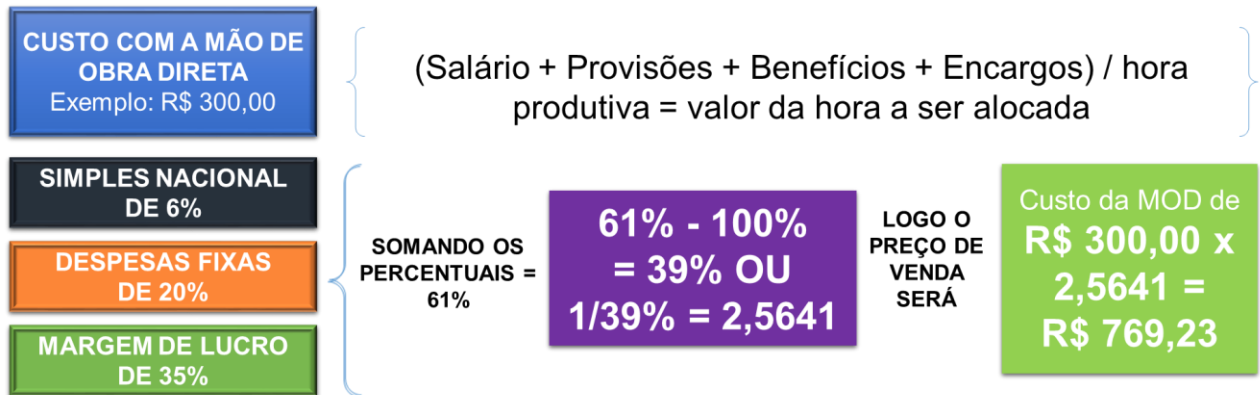 CUSTO COM A MÃO DE
OBRA DIRETA
Exemplo: R$ 300,00
(Salário + Provisões + Benefícios + Encargos) / hora
produtiva = valor da hora a ser alocada
SIMPLES NACIONAL
DE 6%
DESPESAS FIXAS
DE 20%
MARGEM DE LUCRO
DE 35%
SOMANDO OS
PERCENTUAIS =
61%
61% - 100%
= 39% OU
1/39% = 2,5641
LOGO O
PREÇO DE
VENDA
SERÁ
Custo da MOD de
R$ 300,00 x
2,5641 =
R$ 769,23